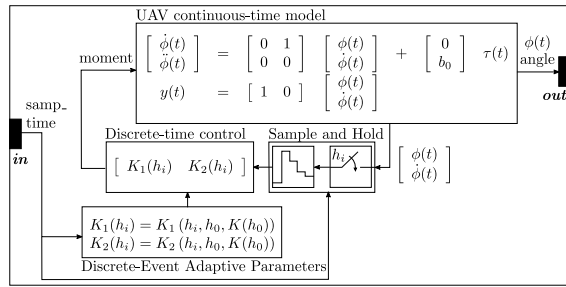 UAV continuous-time model
moment
[ ϕ̇(t) ] = [ 0 1 ] [ ϕ(t) ] + [ 0 ] τ(t)
[ ϕ̈(t) ] [ 0 0 ] [ ϕ̇(t) ] [ b₀ ]
y(t) = [ 1 0 ] [ ϕ(t) ]
[ ϕ̇(t) ]
ϕ(t)
angle
out
samp_
time
in
Discrete-time control
[ K₁(hᵢ) K₂(hᵢ) ]
Sample and Hold
hᵢ
[ ϕ(t) ]
[ ϕ̇(t) ]
K₁(hᵢ) = K₁ (hᵢ, h₀, K(h₀))
K₂(hᵢ) = K₂ (hᵢ, h₀, K(h₀))
Discrete-Event Adaptive Parameters